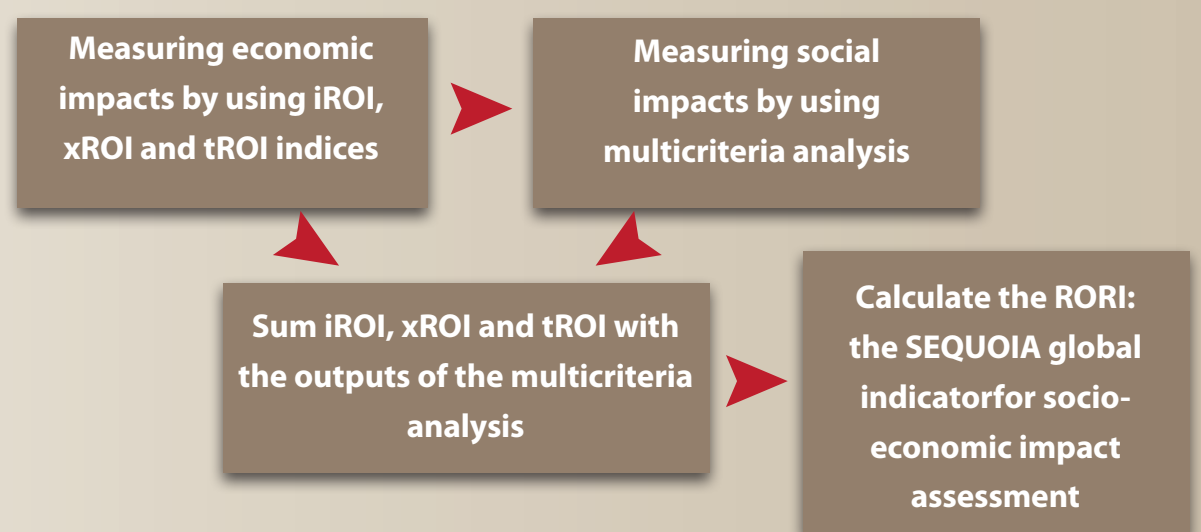 Measuring economic
impacts by using iROI,
xROI and tROI indices
Measuring social
impacts by using
multicriteria analysis
Sum iROI, xROI and tROI with
the outputs of the multicriteria
analysis
Calculate the RORI:
the SEQUOIA global
indicatorfor socio-
economic impact
assessment